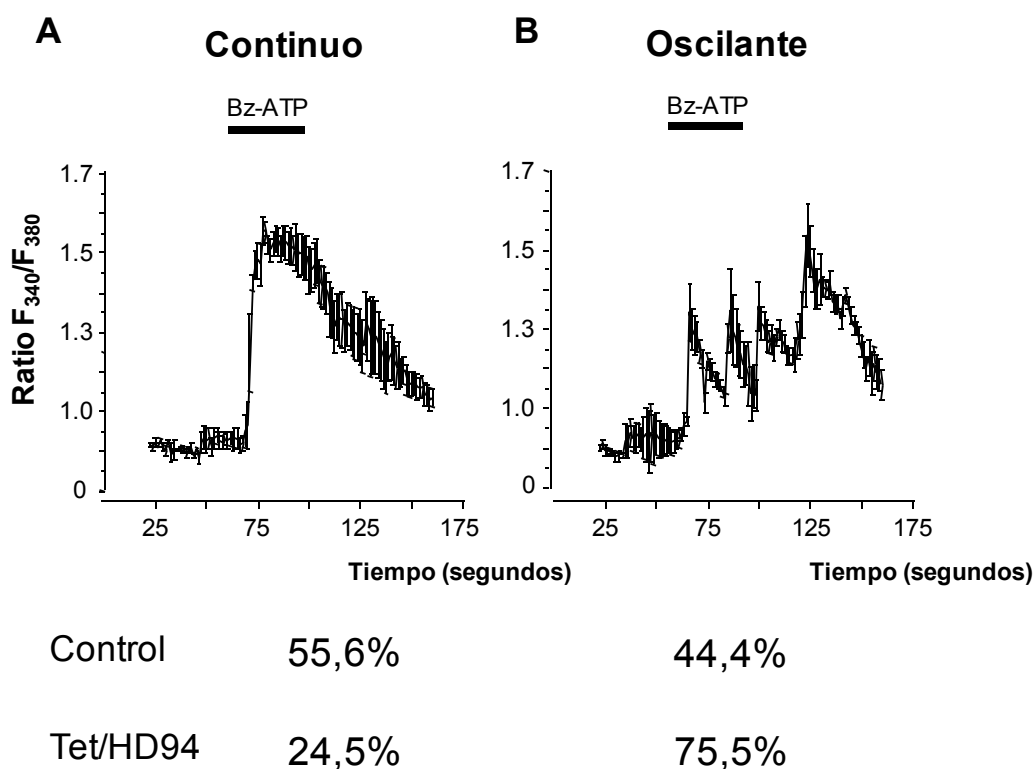 A
Continuo
Bz-ATP
Ratio F340/F380
1.7
1.5
1.3
1.0
0
25
75
125
175
Tiempo (segundos)
B
Oscilante
Bz-ATP
1.7
1.5
1.3
1.0
0
25
75
125
175
Tiempo (segundos)
Control 55,6% 44,4%
Tet/HD94 24,5% 75,5%